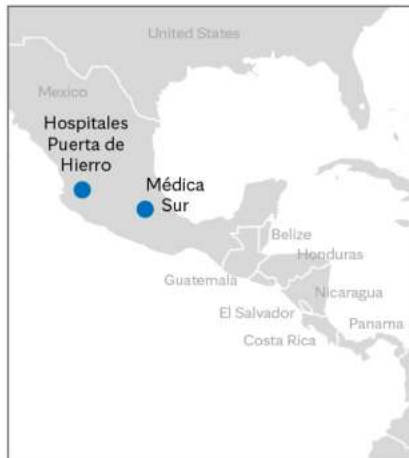 United States
Mexico
Hospitales
Puerta de
Hierro
Médica
Sur
Belize
Honduras
Guatemala
Nicaragua
El Salvador
Panama
Costa Rica